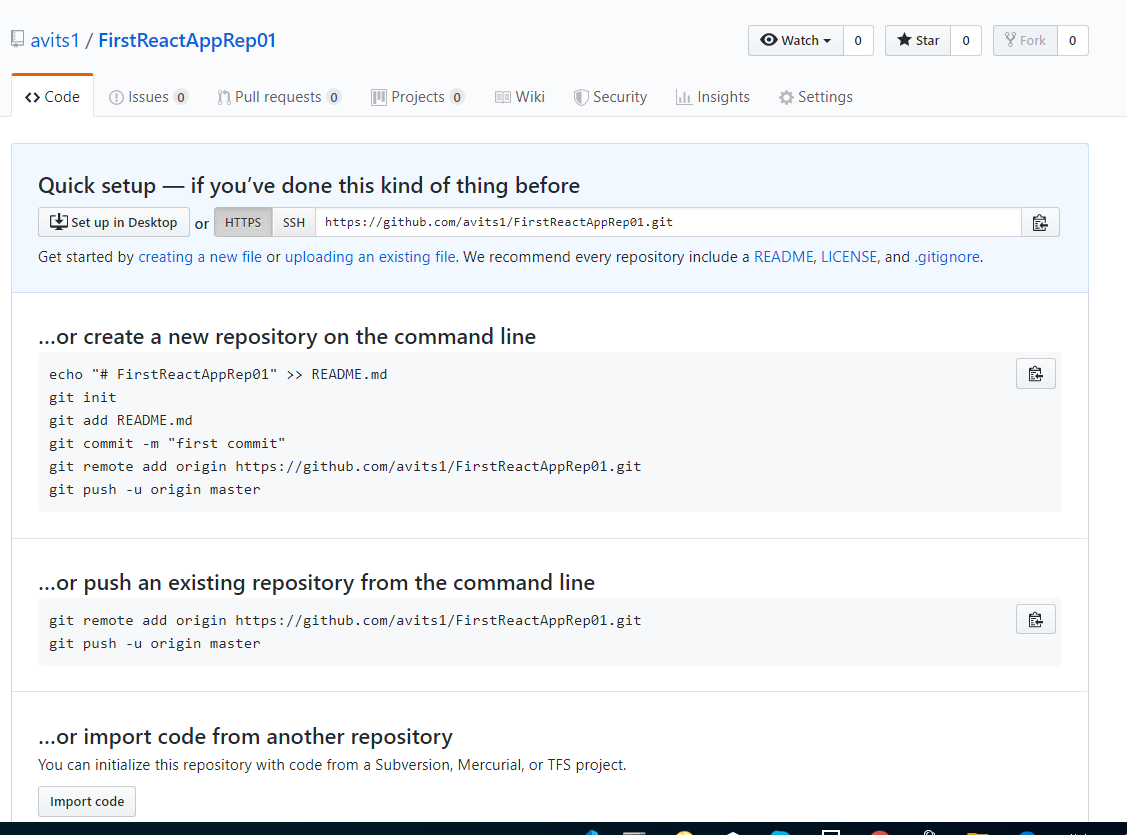 avits1 / FirstReactAppRep01
Watch 0 Star 0 Fork 0
Code Issues 0 Pull requests 0 Projects 0 Wiki Security Insights Settings
Quick setup — if you’ve done this kind of thing before
Set up in Desktop or HTTPS SSH https://github.com/avits1/FirstReactAppRep01.git
Get started by creating a new file or uploading an existing file. We recommend every repository include a README, LICENSE, and .gitignore.
…or create a new repository on the command line
echo "# FirstReactAppRep01" >> README.md
git init
git add README.md
git commit -m "first commit"
git remote add origin https://github.com/avits1/FirstReactAppRep01.git
git push -u origin master
…or push an existing repository from the command line
git remote add origin https://github.com/avits1/FirstReactAppRep01.git
git push -u origin master
…or import code from another repository
You can initialize this repository with code from a Subversion, Mercurial, or TFS project.
Import code